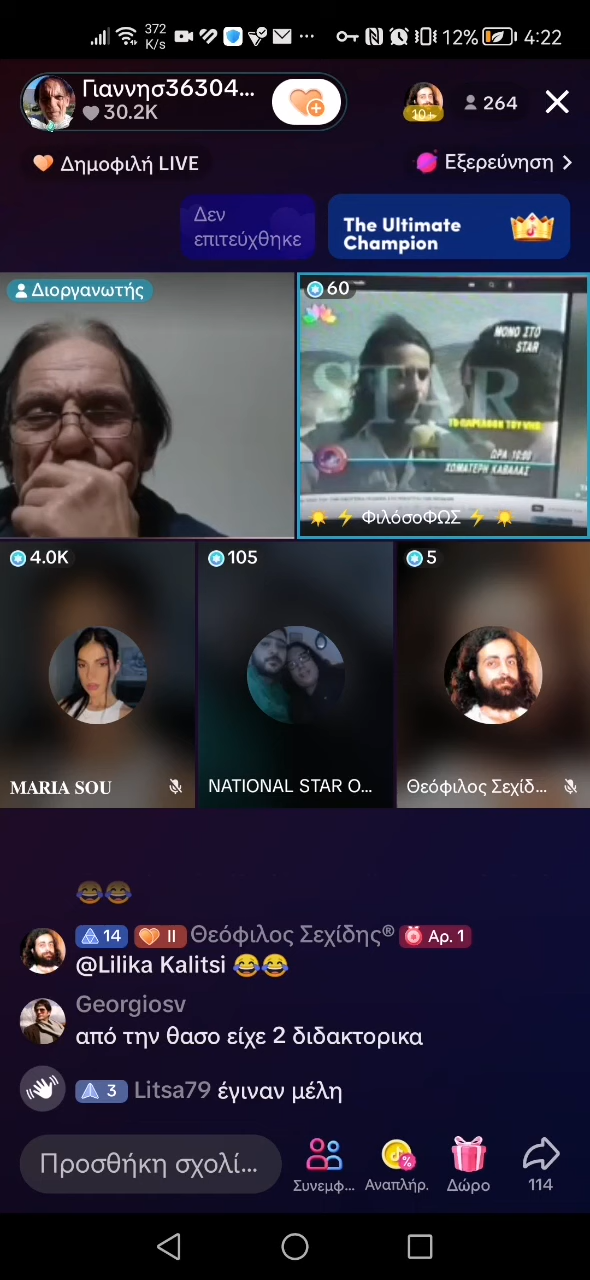 372
K/s
12%
4:22
Γιαννησ36304...
30.2K
10+
264
Δημοφιλή LIVE
Εξερεύνηση
Δεν
επιτεύχθηκε
The Ultimate
Champion
Διοργανωτής
60
ΜΟΝΟ ΣΤΟ
STAR
STAR
ΤΟ ΠΑΡΕΛΘΟΝ ΤΟΥ
ΩΡΑ 10:00
ΚΑΒΑΛΑΣ
ΦιλόσοΦΩΣ
4.0K
105
5
MARIA SOU
NATIONAL STAR O...
Θεόφιλος Σεχίδ...
😂😂
14 II Θεόφιλος Σεχίδης® Αρ. 1
@Lilika Kalitsi 😂😂
Georgiosv
από την θασο είχε 2 διδακτορικα
3 Litsa79 έγιναν μέλη
Προσθήκη σχολί...
Συνεμφ...
Αναπλήρ.
Δώρο
114